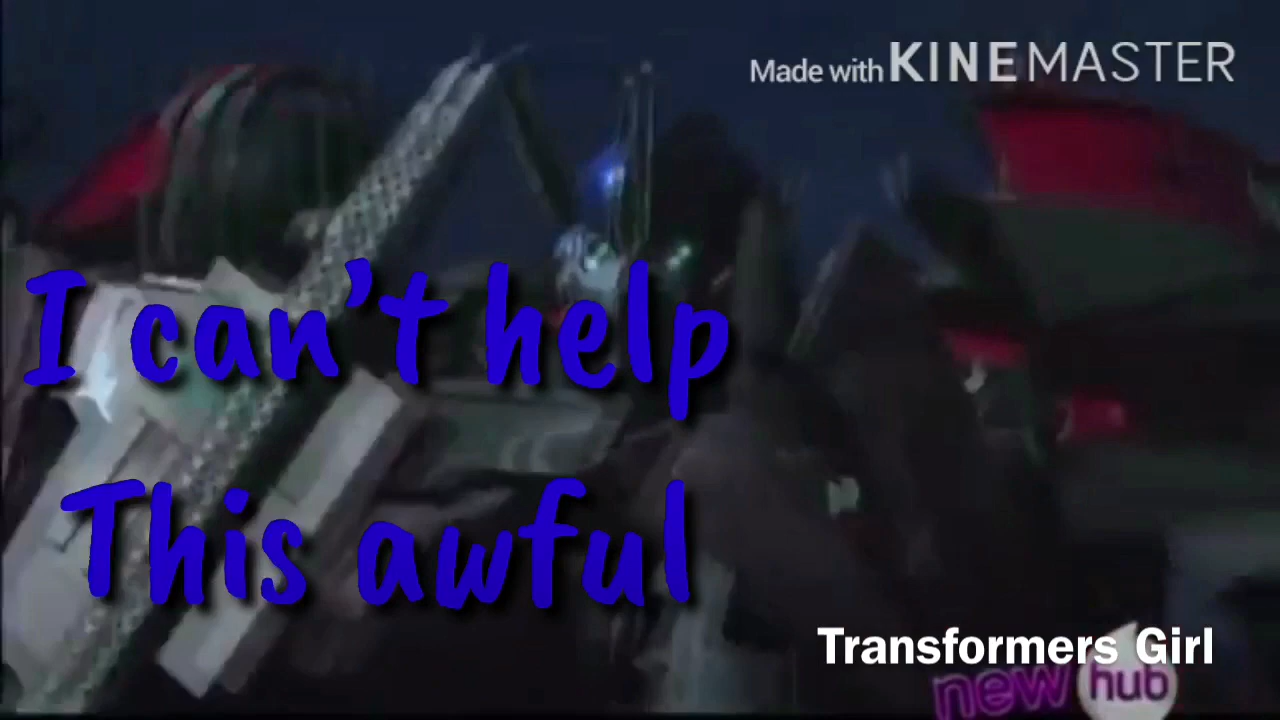 Made with KINEMASTER
I can't help
This awful
Transformers Girl
new hub